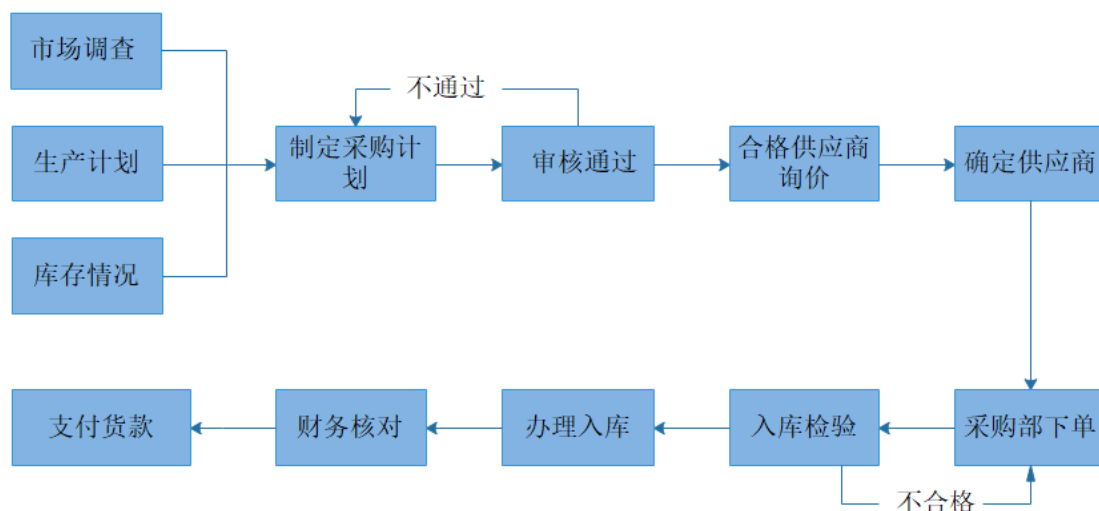 市场调查
不通过
生产计划
制定采购计
划
审核通过
合格供应商
询价
确定供应商
库存情况
支付货款
财务核对
办理入库
入库检验
采购部下单
不合格